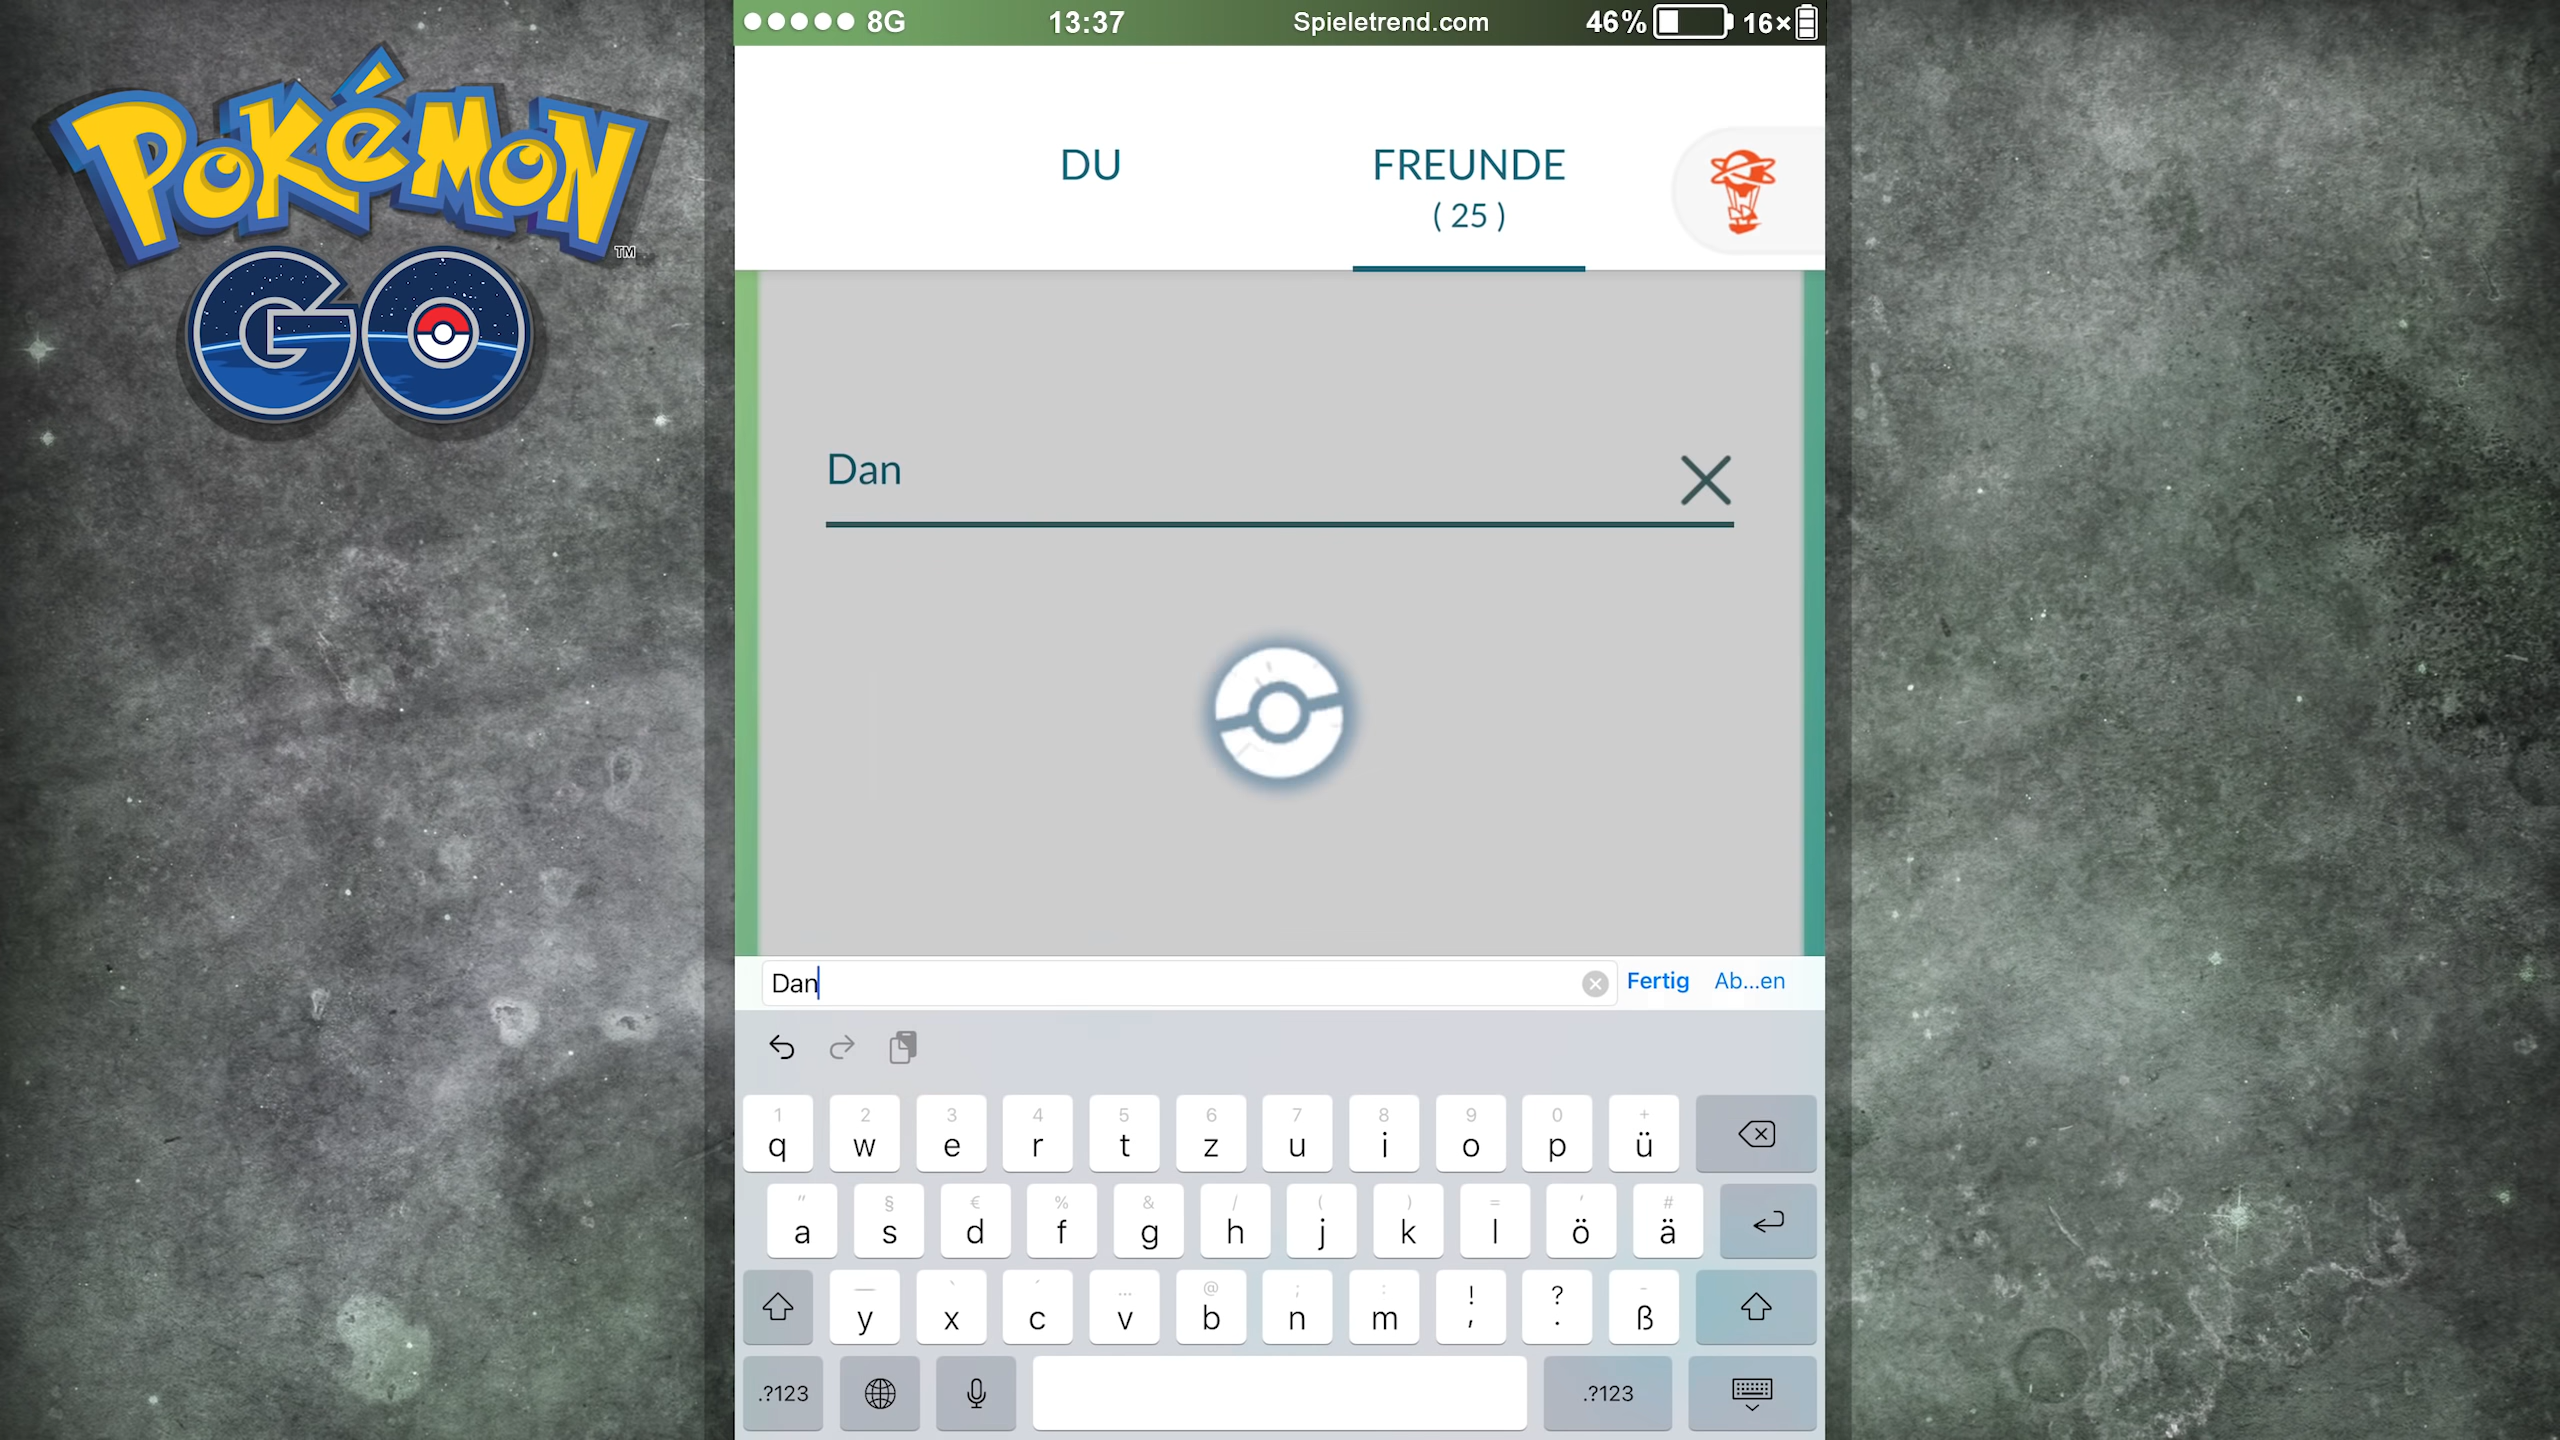 POKÉMON
GO
TM
8G 13:37 Spieletrend.com 46% 16×
DU
FREUNDE
( 25 )
Dan
Dan Fertig Ab...en
1 2 3 4 5 6 7 8 9 0 +
q w e r t z u i o p ü
" § € % & / ( ) = ' #
a s d f g h j k l ö ä
— ` ´ ... @ ; : ! ? -
y x c v b n m , . ß
.?123 .?123